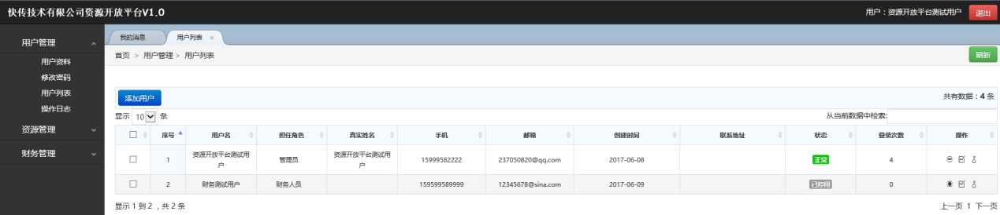 快传技术有限公司资源开放平台V1.0
用户：资源开放平台测试用户 退出
用户管理
用户资料
修改密码
用户列表
操作日志
资源管理
财务管理
我的消息 用户列表 ×
首页 > 用户管理 > 用户列表 刷新
添加用户 共有数据：4 条
显示 10 条 从当前数据中检索:
序号 用户名 担任角色 真实姓名 手机 邮箱 创建时间 联系地址 状态 登录次数 操作
1 资源开放平台测试用户 管理员 资源开放平台测试用户 15999582222 237050820@qq.com 2017-06-08 正常 4
2 财务测试用户 财务人员 159599589999 12345678@sina.com 2017-06-09 已停用 0
显示 1 到 2 ，共 2 条 上一页 1 下一页